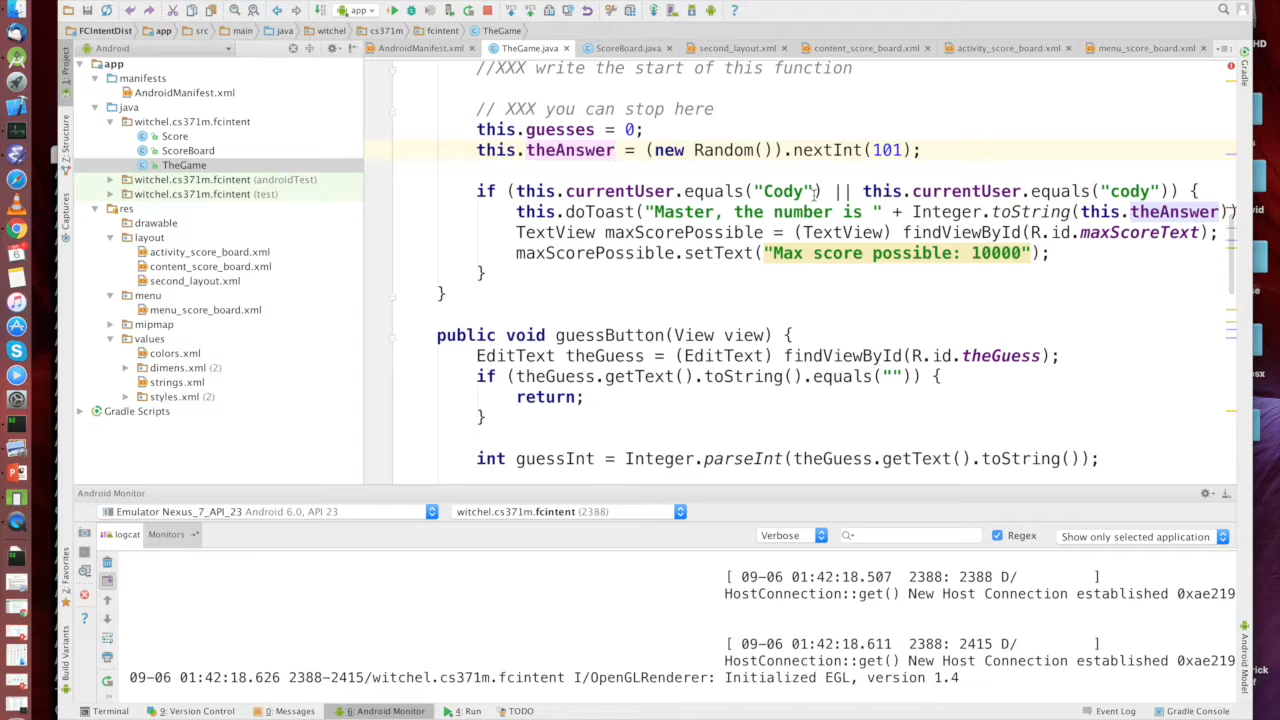 app
FCIntentDist
app
src
main
java
witchel
cs371m
fcintent
TheGame
Android
AndroidManifest.xml
TheGame.java
ScoreBoard.java
second_layout.xml
content_score_board.xml
activity_score_board.xml
menu_score_board.xml
1: Project
Z: Structure
Captures
2: Favorites
Build Variants
Gradle
Android Model
app
manifests
AndroidManifest.xml
java
witchel.cs371m.fcintent
Score
ScoreBoard
TheGame
witchel.cs371m.fcintent (androidTest)
witchel.cs371m.fcintent (test)
res
drawable
layout
activity_score_board.xml
content_score_board.xml
second_layout.xml
menu
menu_score_board.xml
mipmap
values
colors.xml
dimens.xml (2)
strings.xml
styles.xml (2)
Gradle Scripts
//XXX write the start of this function
// XXX you can stop here
this.guesses = 0;
this.theAnswer = (new Random()).nextInt(101);
if (this.currentUser.equals("Cody") || this.currentUser.equals("cody")) {
this.doToast("Master, the number is " + Integer.toString(this.theAnswer))
TextView maxScorePossible = (TextView) findViewById(R.id.maxScoreText);
maxScorePossible.setText("Max score possible: 10000");
}
}
public void guessButton(View view) {
EditText theGuess = (EditText) findViewById(R.id.theGuess);
if (theGuess.getText().toString().equals("")) {
return;
}
int guessInt = Integer.parseInt(theGuess.getText().toString());
Android Monitor
Emulator Nexus_7_API_23 Android 6.0, API 23
witchel.cs371m.fcintent (2388)
logcat
Monitors
Verbose
Regex
Show only selected application
[ 09-06 01:42:18.507  2388: 2388 D/         ]
HostConnection::get() New Host Connection established 0xae219
[ 09-06 01:42:18.611  2388: 2415 D/         ]
HostConnection::get() New Host Connection established 0xae219
09-06 01:42:18.626 2388-2415/witchel.cs371m.fcintent I/OpenGLRenderer: Initialized EGL, version 1.4
Terminal
9: Version Control
0: Messages
6: Android Monitor
4: Run
TODO
Event Log
Gradle Console